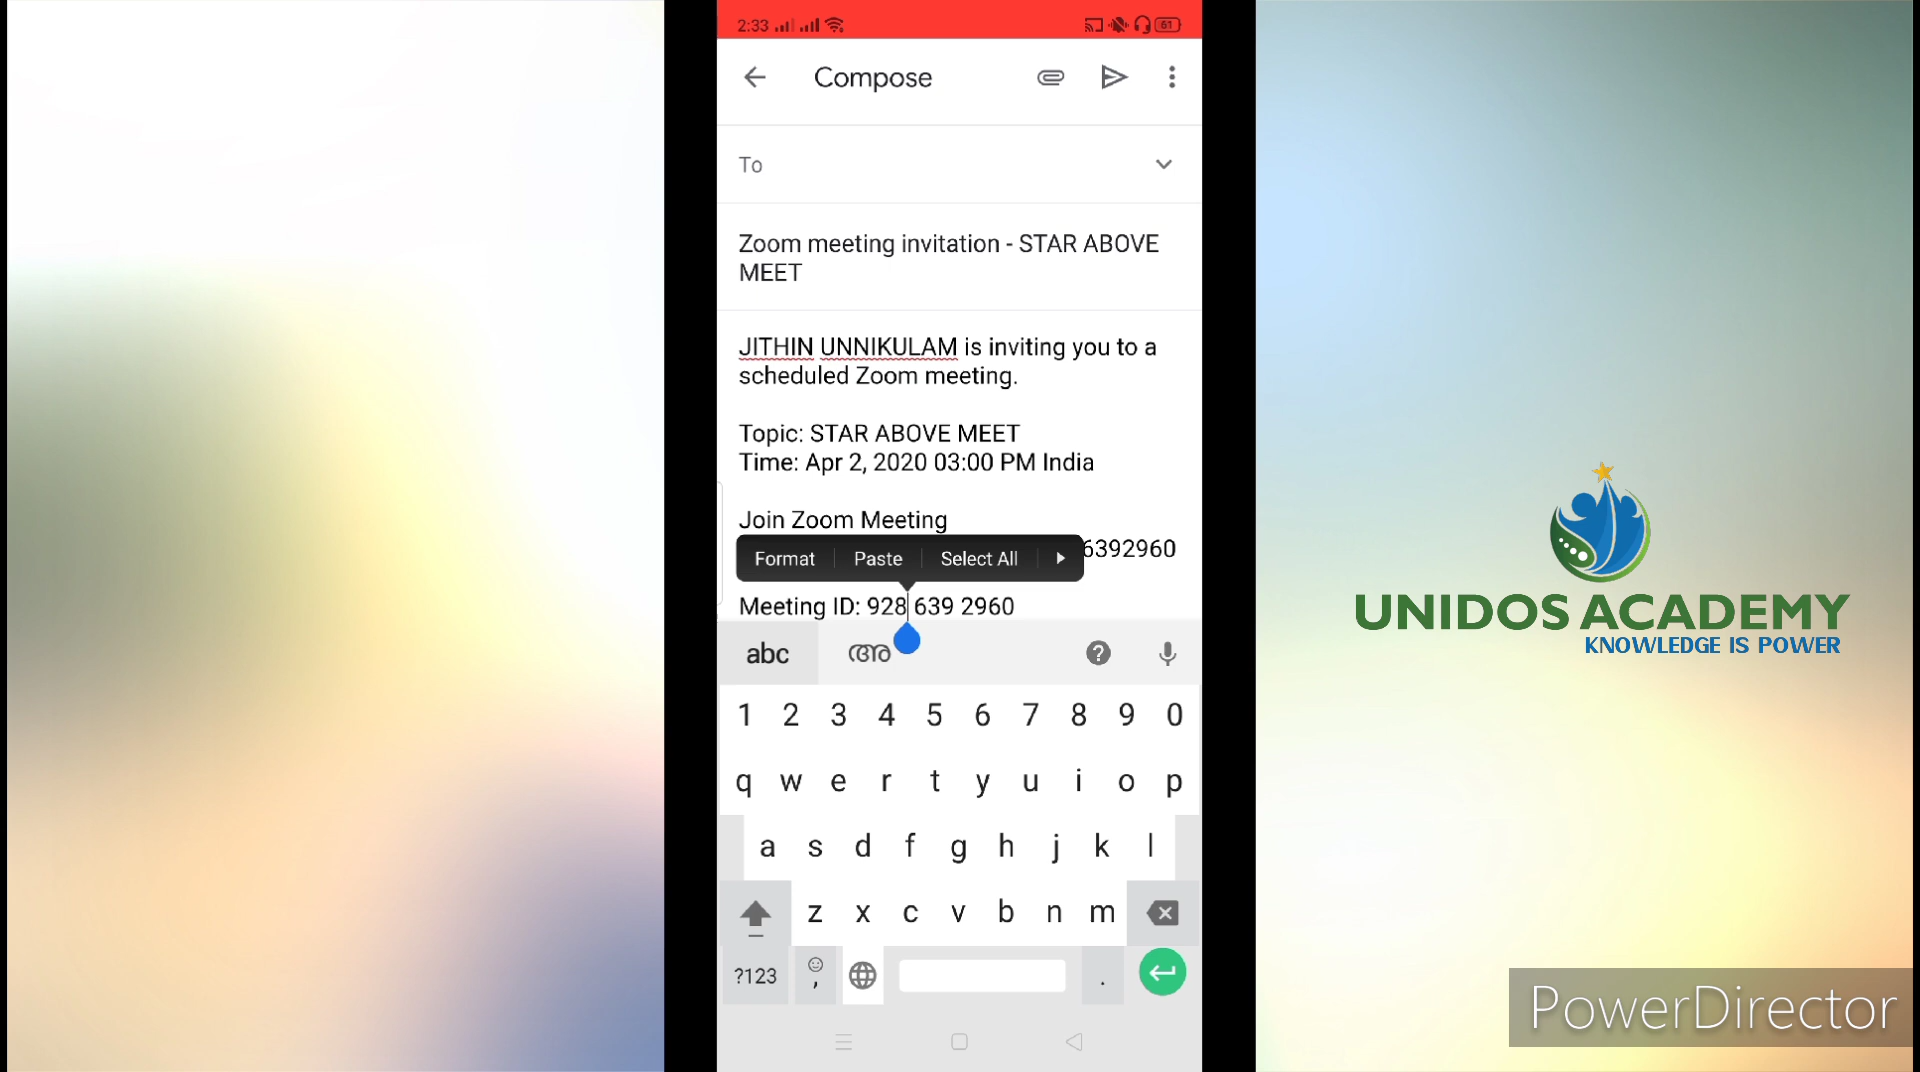 2:33
61
Compose
To
Zoom meeting invitation - STAR ABOVE
MEET
JITHIN UNNIKULAM is inviting you to a
scheduled Zoom meeting.
Topic: STAR ABOVE MEET
Time: Apr 2, 2020 03:00 PM India
Join Zoom Meeting
6392960
Format Paste Select All
Meeting ID: 928 639 2960
abc അ
1 2 3 4 5 6 7 8 9 0
q w e r t y u i o p
a s d f g h j k l
z x c v b n m
?123 , .
UNIDOS ACADEMY
KNOWLEDGE IS POWER
PowerDirector